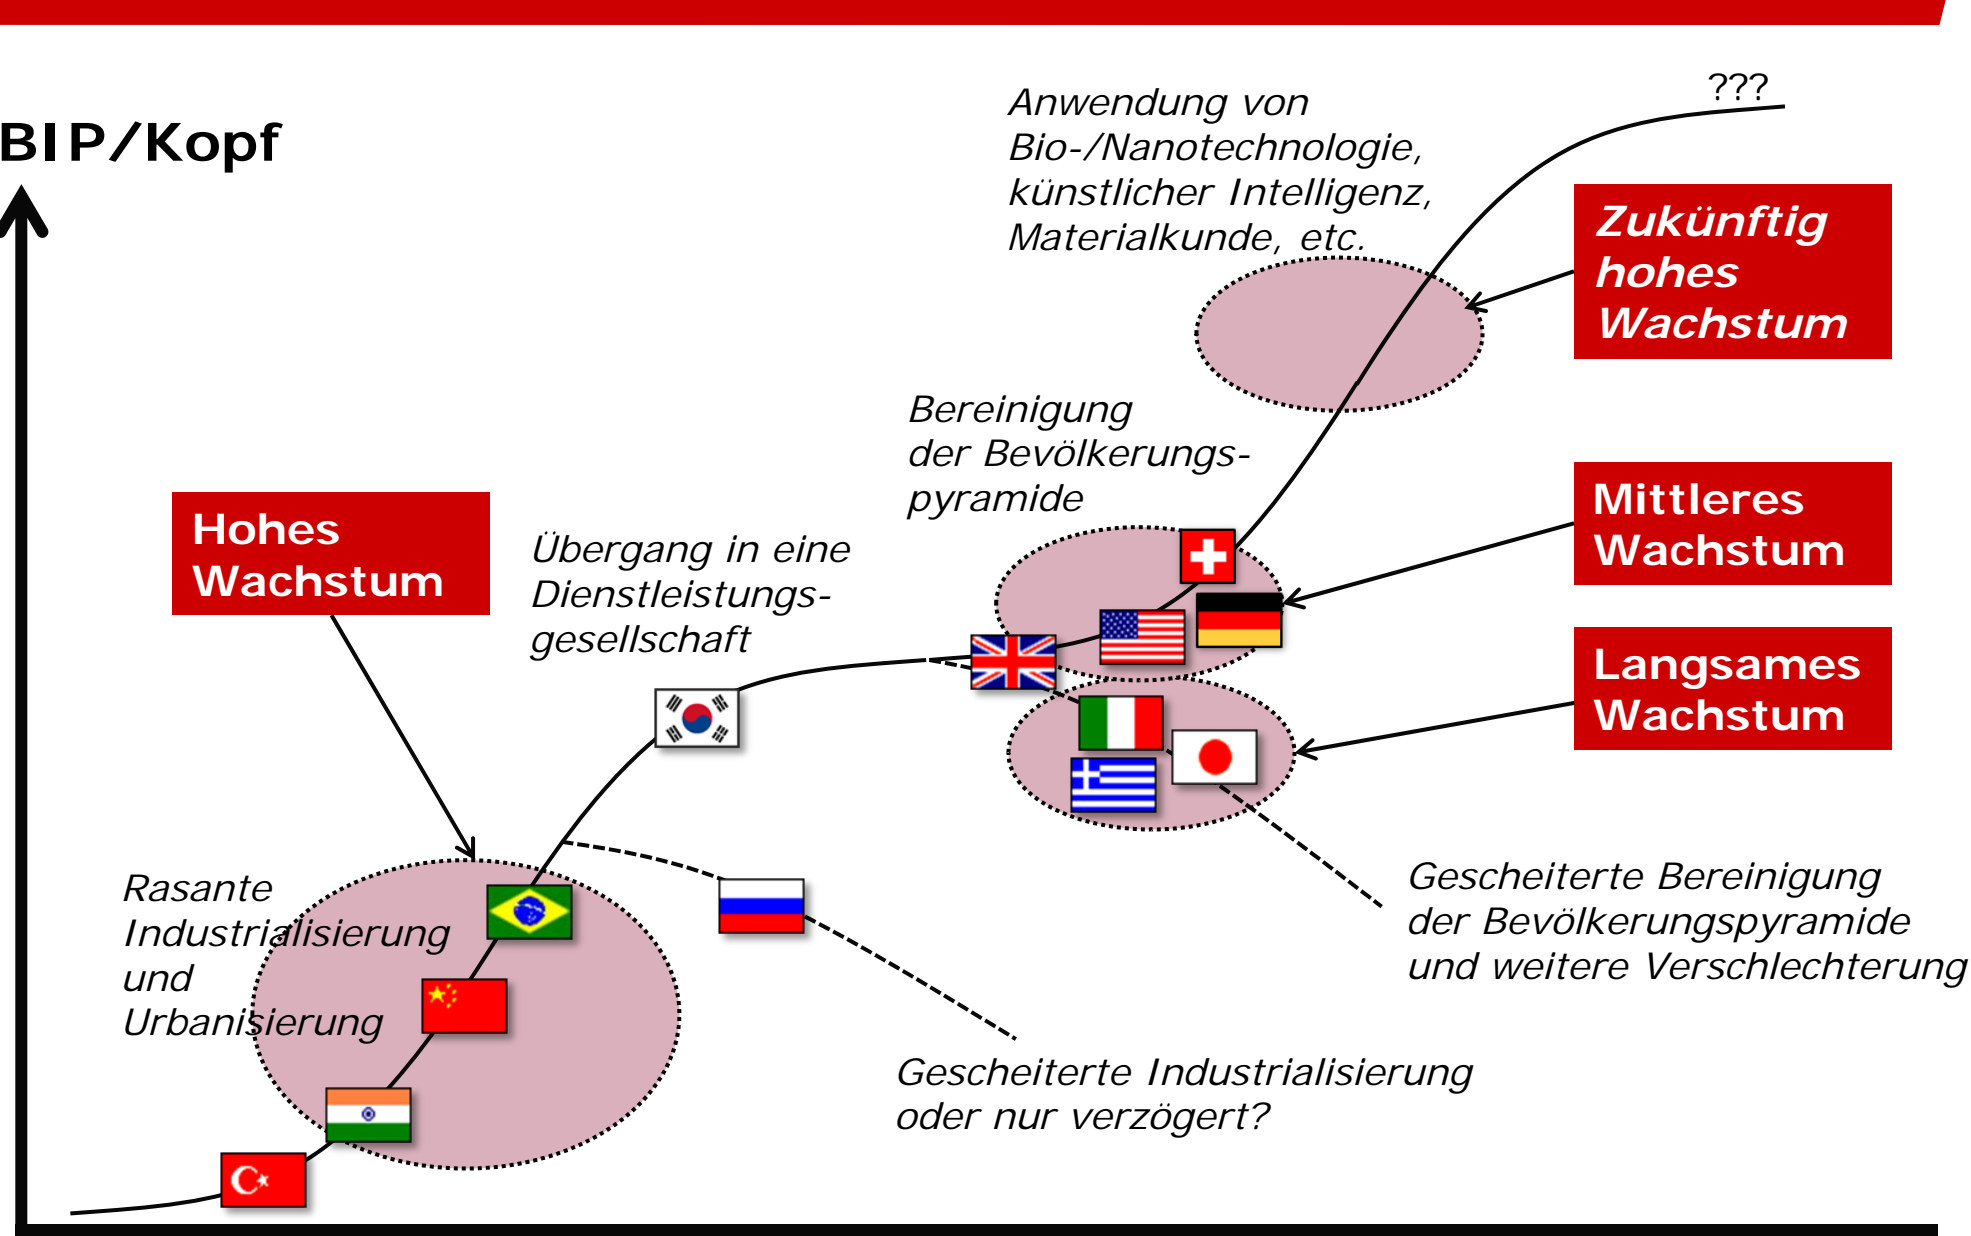 ???
Anwendung von
Bio-/Nanotechnologie,
künstlicher Intelligenz,
Materialkunde, etc.
BIP/Kopf
Zukünftig
hohes
Wachstum
Bereinigung
der Bevölkerungs-
pyramide
Mittleres
Wachstum
Hohes
Wachstum
Übergang in eine
Dienstleistungs-
gesellschaft
Langsames
Wachstum
Rasante
Industrialisierung
und
Urbanisierung
Gescheiterte Bereinigung
der Bevölkerungspyramide
und weitere Verschlechterung
Gescheiterte Industrialisierung
oder nur verzögert?